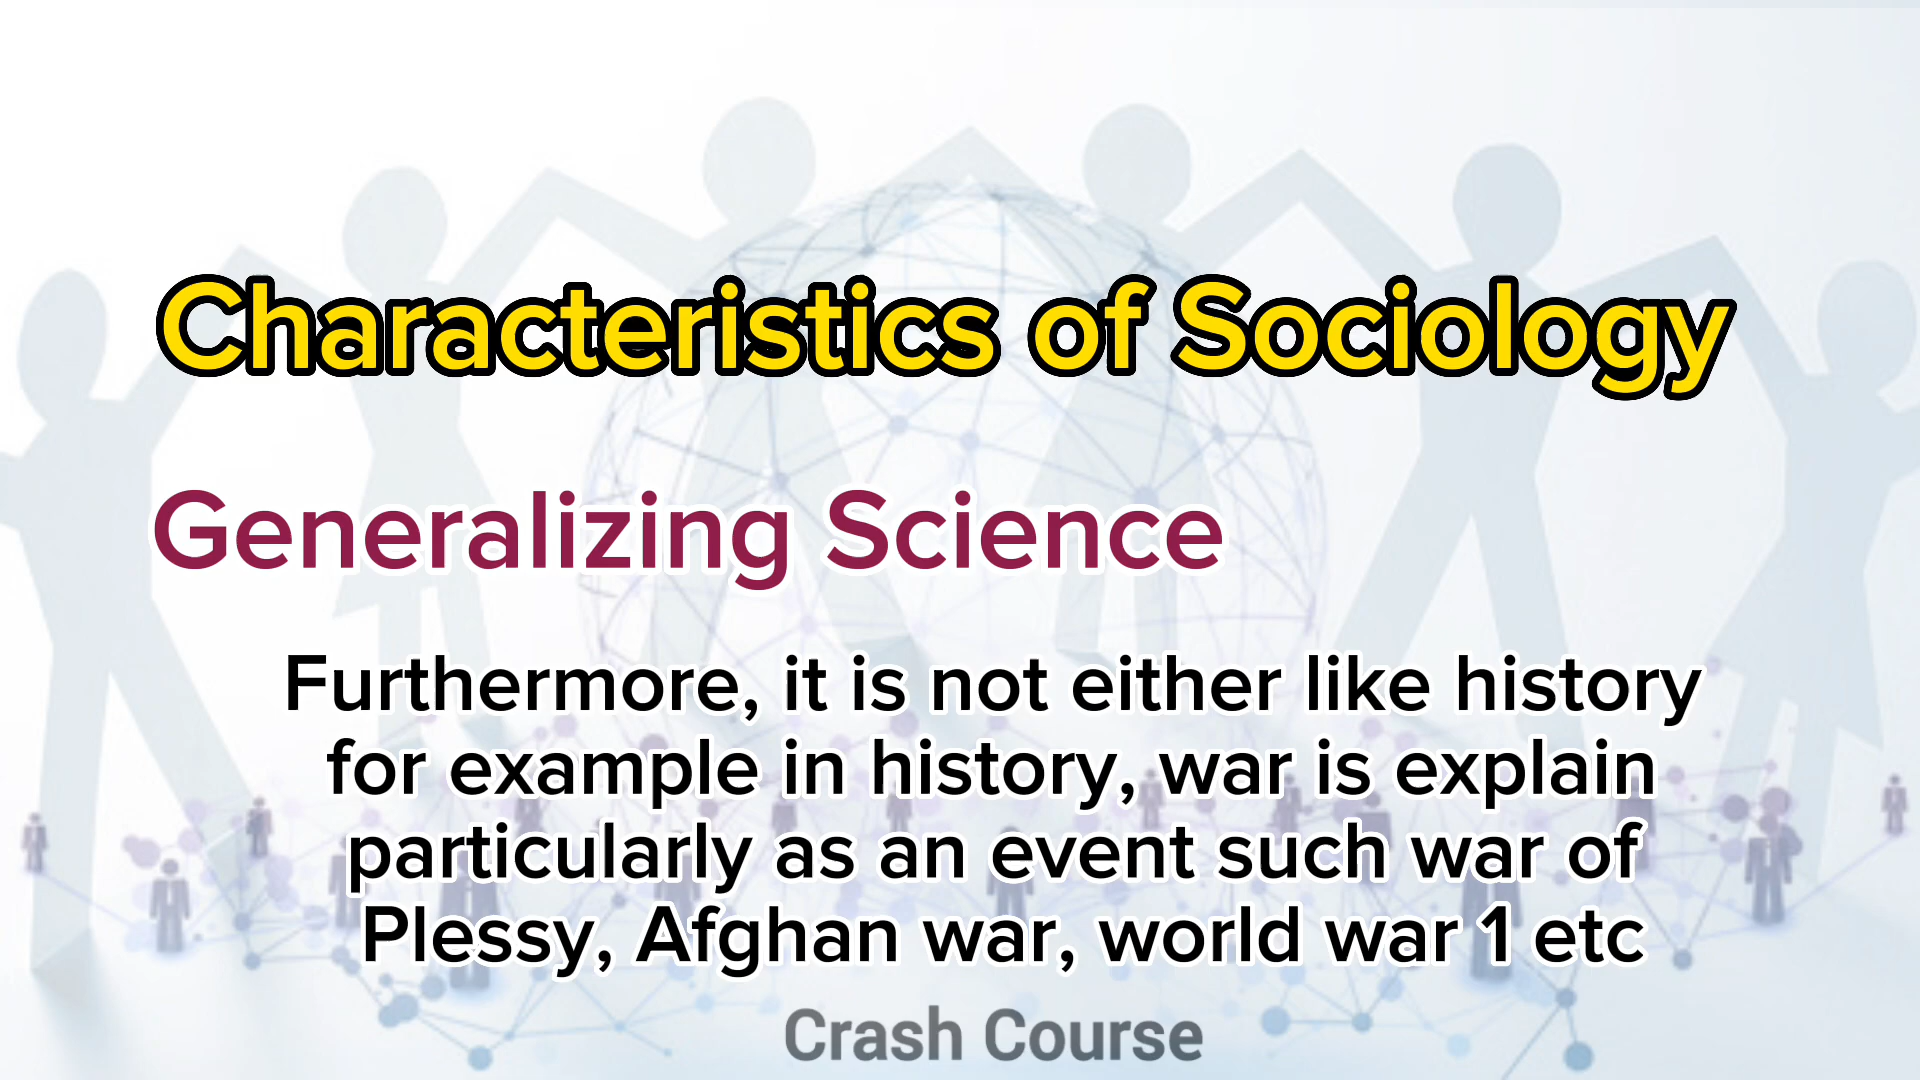 Characteristics of Sociology
Generalizing Science
Furthermore, it is not either like history
for example in history, war is explain
particularly as an event such war of
Plessy, Afghan war, world war 1 etc
Crash Course